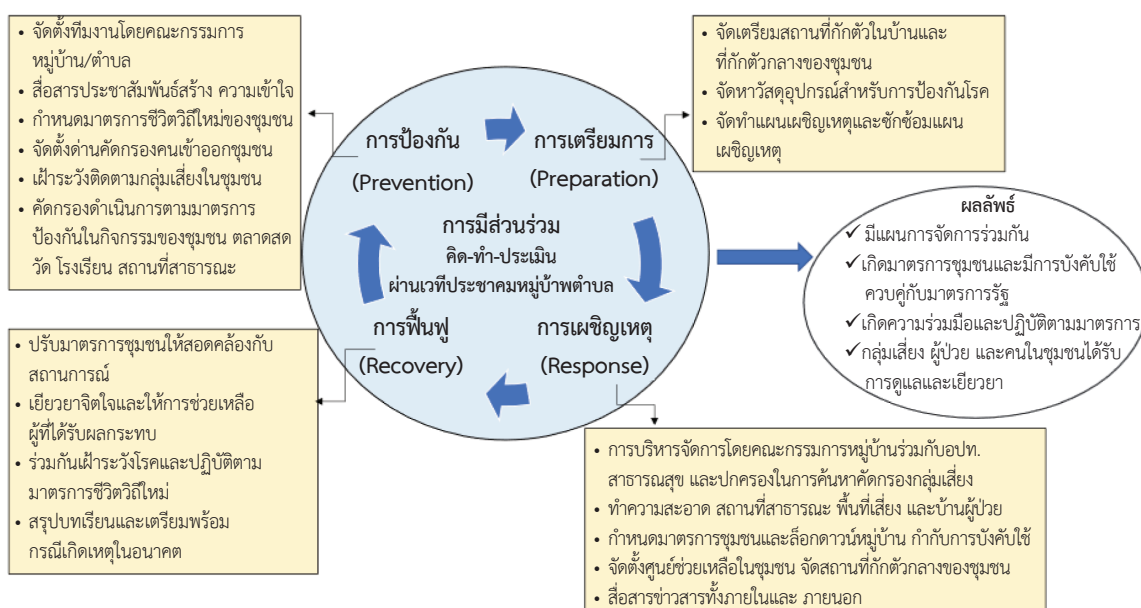 • จัดตั้งทีมงานโดยคณะกรรมการ
หมู่บ้าน/ตำบล
• สื่อสารประชาสัมพันธ์สร้าง ความเข้าใจ
• กำหนดมาตรการชีวิตวิถีใหม่ของชุมชน
• จัดตั้งด่านคัดกรองคนเข้าออกชุมชน
• เฝ้าระวังติดตามกลุ่มเสี่ยงในชุมชน
• คัดกรองดำเนินการตามมาตรการ
ป้องกันในกิจกรรมของชุมชน ตลาดสด
วัด โรงเรียน สถานที่สาธารณะ
• จัดเตรียมสถานที่กักตัวในบ้านและ
ที่กักตัวกลางของชุมชน
• จัดหาวัสดุอุปกรณ์สำหรับการป้องกันโรค
• จัดทำแผนเผชิญเหตุและซักซ้อมแผน
เผชิญเหตุ
การป้องกัน
(Prevention)
การเตรียมการ
(Preparation)
การมีส่วนร่วม
คิด-ทำ-ประเมิน
ผ่านเวทีประชาคมหมู่บ้าพตำบล
การฟื้นฟู
(Recovery)
การเผชิญเหตุ
(Response)
ผลลัพธ์
✓ มีแผนการจัดการร่วมกัน
✓ เกิดมาตรการชุมชนและมีการบังคับใช้
ควบคู่กับมาตรการรัฐ
✓ เกิดความร่วมมือและปฏิบัติตามมาตรการ
✓ กลุ่มเสี่ยง ผู้ป่วย และคนในชุมชนได้รับ
การดูแลและเยียวยา
• ปรับมาตรการชุมชนให้สอดคล้องกับ
สถานการณ์
• เยียวยาจิตใจและให้การช่วยเหลือ
ผู้ที่ได้รับผลกระทบ
• ร่วมกันเฝ้าระวังโรคและปฏิบัติตาม
มาตรการชีวิตวิถีใหม่
• สรุปบทเรียนและเตรียมพร้อม
กรณีเกิดเหตุในอนาคต
• การบริหารจัดการโดยคณะกรรมการหมู่บ้านร่วมกับอปท.
สาธารณสุข และปกครองในการค้นหาคัดกรองกลุ่มเสี่ยง
• ทำความสะอาด สถานที่สาธารณะ พื้นที่เสี่ยง และบ้านผู้ป่วย
• กำหนดมาตรการชุมชนและล็อกดาวน์หมู่บ้าน กำกับการบังคับใช้
• จัดตั้งศูนย์ช่วยเหลือในชุมชน จัดสถานที่กักตัวกลางของชุมชน
• สื่อสารข่าวสารทั้งภายในและ ภายนอก